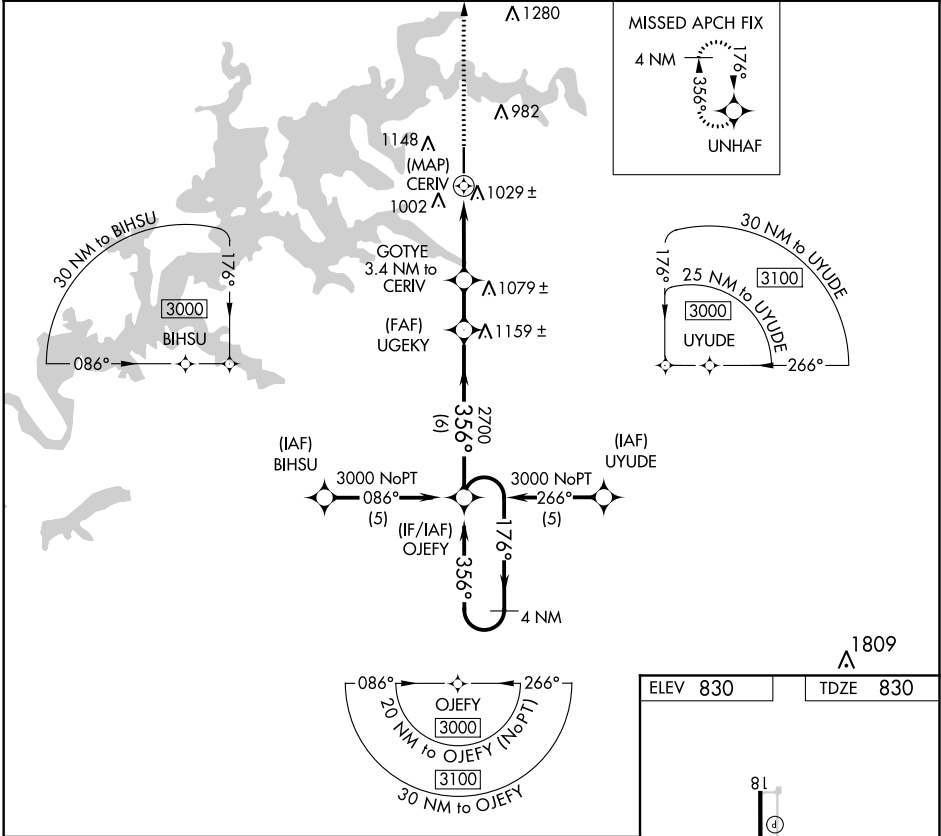 1280
MISSED APCH FIX
4 NM
176°
356°
UNHAF
982
1148
(MAP)
CERIV
1029 ±
1002
30 NM to BIHSU
176°
3000
BIHSU
086°
GOTYE
3.4 NM to
CERIV
1079 ±
(FAF)
UGEKY
1159 ±
30 NM to UYUDE
3100
176°
25 NM to UYUDE
3000
UYUDE
266°
2700
356°
(6)
(IAF)
BIHSU
3000 NoPT
086°
(5)
(IAF)
UYUDE
3000 NoPT
266°
(5)
(IF/IAF)
OJEFY
356°
176°
4 NM
1809
086°
266°
OJEFY
3000
20 NM to OJEFY (NoPT)
3100
30 NM to OJEFY
ELEV 830
TDZE 830
18
P